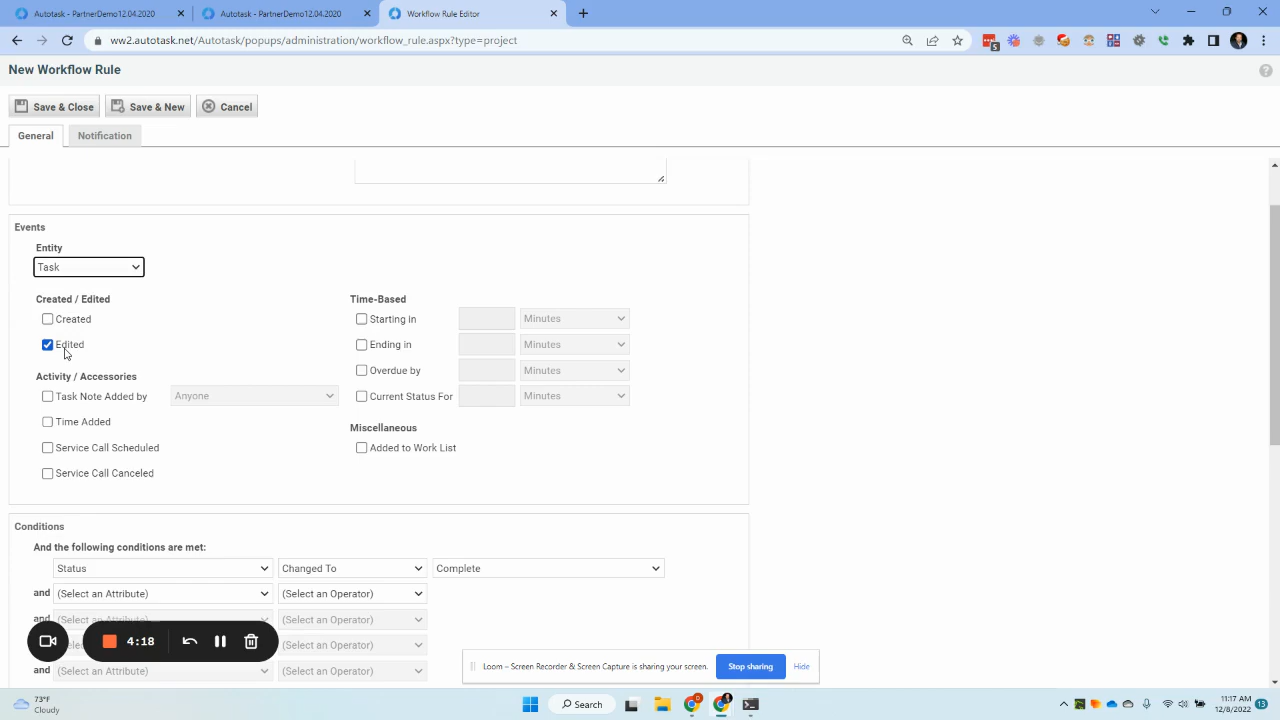 Autotask - PartnerDemo12.04.2020
Autotask - PartnerDemo12.04.2020
Workflow Rule Editor
ww2.autotask.net/Autotask/popups/administration/workflow_rule.aspx?type=project
5
New Workflow Rule
Save & Close
Save & New
Cancel
General
Notification
Events
Entity
Task
Created / Edited
Time-Based
Created
Starting in
Minutes
Edited
Ending in
Minutes
Activity / Accessories
Overdue by
Minutes
Task Note Added by
Anyone
Current Status For
Minutes
Time Added
Miscellaneous
Service Call Scheduled
Added to Work List
Service Call Canceled
Conditions
And the following conditions are met:
Status
Changed To
Complete
and
(Select an Attribute)
(Select an Operator)
and
(Select an Attribute)
(Select an Operator)
(Select an Operator)
4:18
and
(Select an Attribute)
(Select an Operator)
Loom – Screen Recorder & Screen Capture is sharing your screen.
Stop sharing
Hide
73°F
Cloudy
Search
11:17 AM
12/8/2022
13